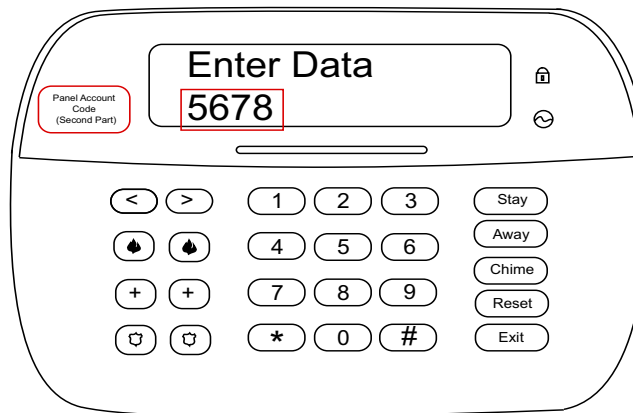 Enter Data
Panel Account
Code
(Second Part)
5678
< > 1 2 3 Stay
4 5 6 Away
Chime
+ + 7 8 9
Reset
* 0 # Exit